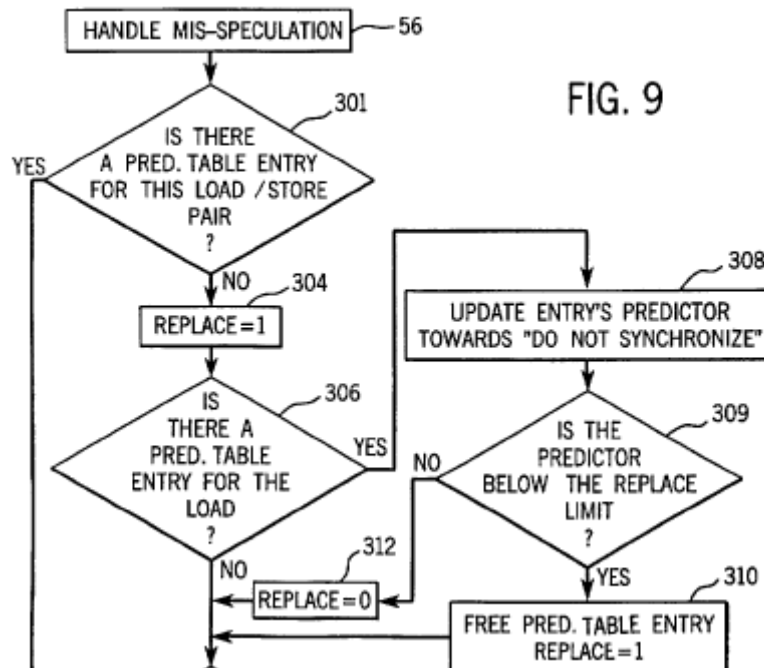 HANDLE MIS-SPECULATION
56
FIG. 9
301
IS THERE
A PRED. TABLE ENTRY
FOR THIS LOAD /STORE
PAIR
?
YES
NO
304
REPLACE=1
308
UPDATE ENTRY'S PREDICTOR
TOWARDS "DO NOT SYNCHRONIZE"
306
IS
THERE A
PRED. TABLE
ENTRY FOR THE
LOAD
?
YES
NO
309
IS THE
PREDICTOR
BELOW THE REPLACE
LIMIT
?
NO
YES
312
REPLACE=0
310
FREE PRED. TABLE ENTRY
REPLACE=1